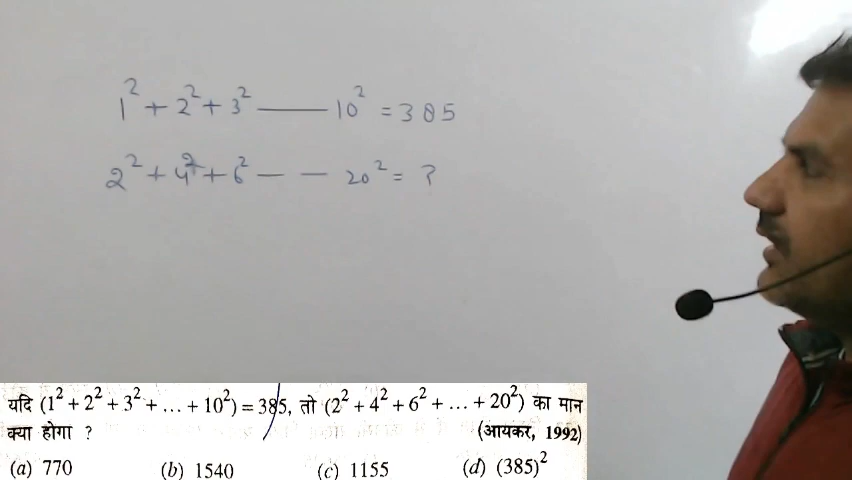 1² + 2² + 3² —— 10² = 385
2² + 4² + 6² — — 20² = ?
यदि (1² + 2² + 3² + ... + 10²) = 385, तो (2² + 4² + 6² + ... + 20²) का मान
क्या होगा ? (आयकर, 1992)
(a) 770 (b) 1540 (c) 1155 (d) (385)²